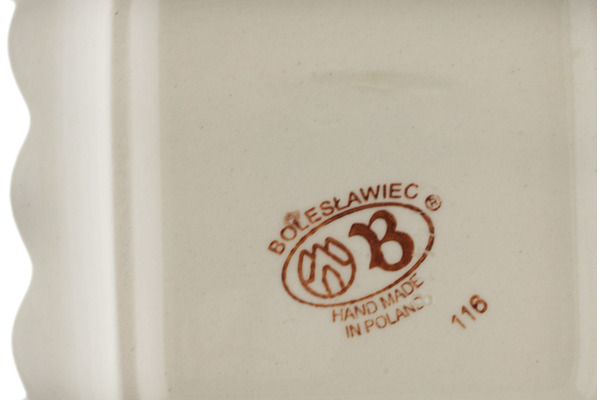 BOLESŁAWIEC ®
B
HAND MADE
IN POLAND
116